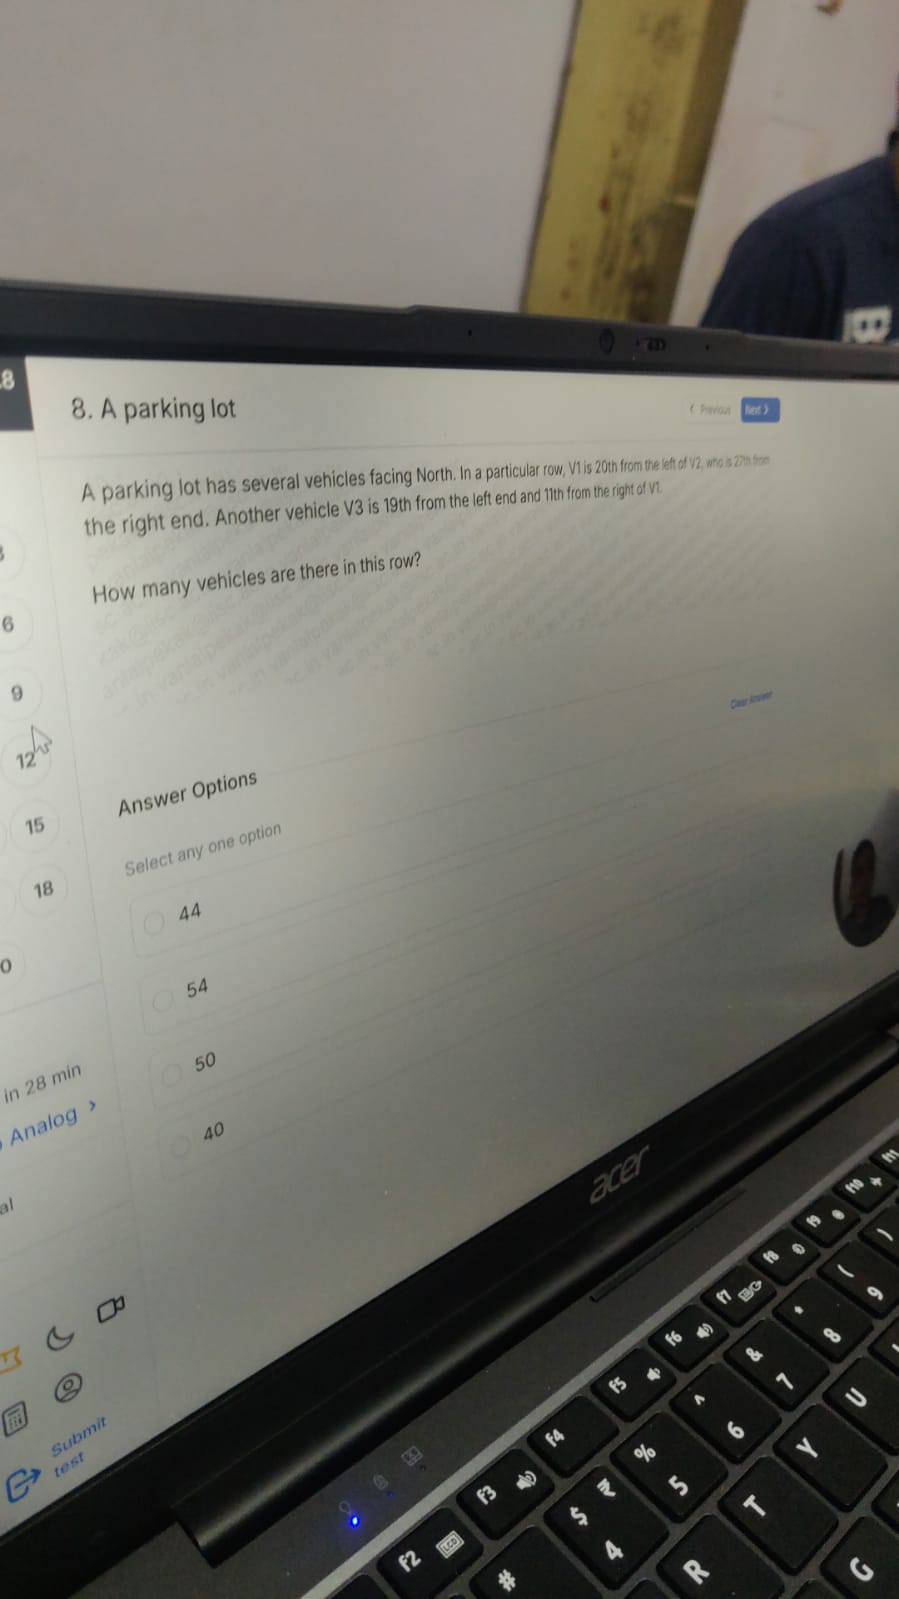 8
8. A parking lot
Previous
Next
A parking lot has several vehicles facing North. In a particular row, V1 is 20th from the left of V2, who is 27th from
the right end. Another vehicle V3 is 19th from the left end and 11th from the right of V1.
How many vehicles are there in this row?
6
9
12
15
18
Clear Answer
Answer Options
Select any one option
44
54
50
40
in 28 min
Analog
Submit
test
acer
B
f2
f3
f4
f5
f6
f7
f8
f9
f10
f11
LCD
#
$ ₹
4
%
5
^
6
&
7
*
8
(
9
)
R
T
Y
U
G